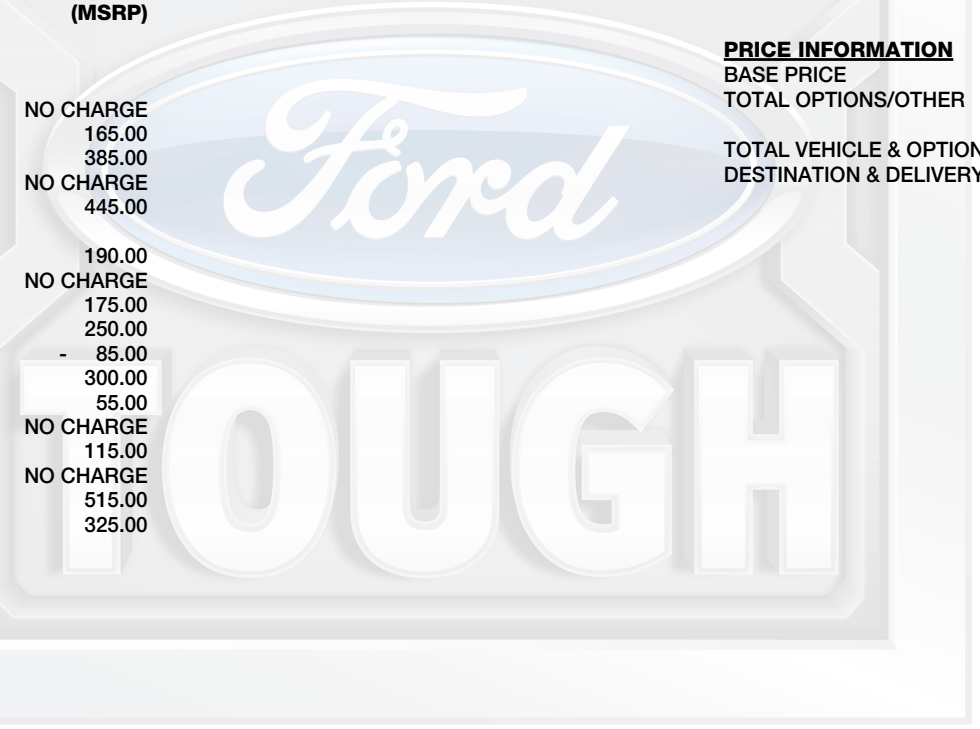 (MSRP)
NO CHARGE
165.00
385.00
NO CHARGE
445.00
190.00
NO CHARGE
175.00
250.00
- 85.00
300.00
55.00
NO CHARGE
115.00
NO CHARGE
515.00
325.00
PRICE INFORMATION
BASE PRICE
TOTAL OPTIONS/OTHER
TOTAL VEHICLE & OPTION
DESTINATION & DELIVERY
Ford
TOUGH